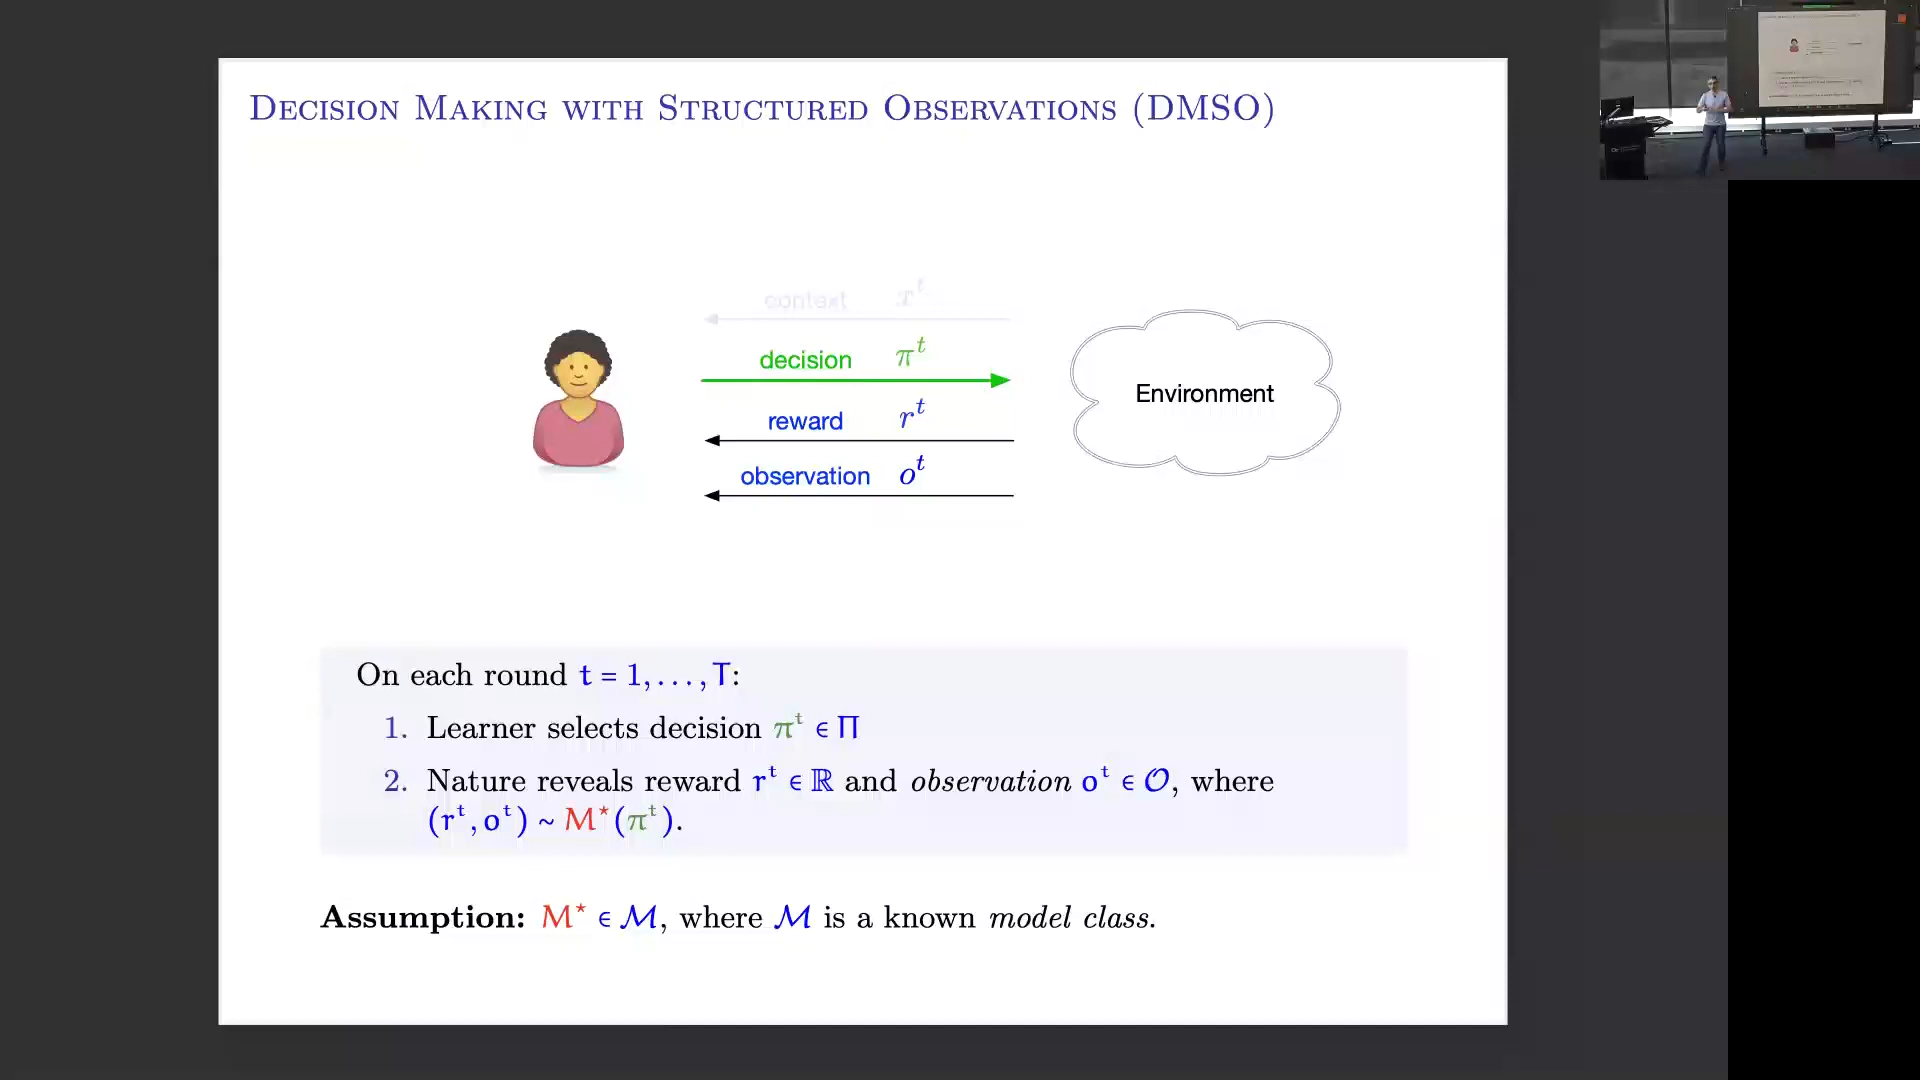 Decision Making with Structured Observations (DMSO)
context x^t
decision π^t
reward r^t
observation o^t
Environment
On each round t = 1, . . . , T:
1. Learner selects decision π^t ∈ Π
2. Nature reveals reward r^t ∈ ℝ and observation o^t ∈ 𝒪, where
(r^t, o^t) ~ M*(π^t).
Assumption: M* ∈ ℳ, where ℳ is a known model class.